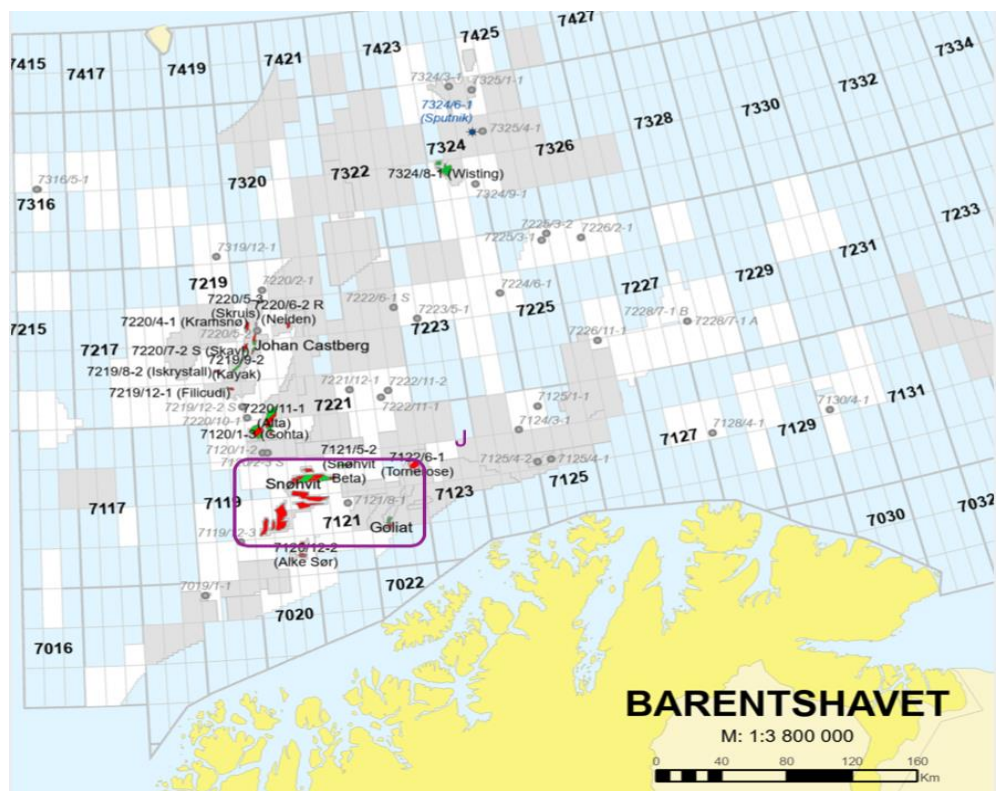 7427
7425
7423
7421
7419
7417
7415
7334
7332
7330
7328
7326
7324/3-1
7325/1-1
7324/6-1
(Sputnik)
7325/4-1
7324
7324/8-1 (Wisting)
7324/9-1
7322
7320
7316/5-1
7316
7233
7231
7229
7227
7225/3-2
7225/3-1
7226/2-1
7319/12-1
7219
7220/2-1
7224/6-1
7225
7222/6-1 S
7223/5-1
7223
7228/7-1 B
7228/7-1 A
7226/11-1
7215
7220/5-3
(Skruis)
7220/6-2 R
(Neiden)
7220/4-1 (Kramsnø)
Johan Castberg
7217
7220/7-2 S (Skavl)
7219/9-2
(Kayak)
7219/8-2 (Iskrystall)
7219/12-1 (Filicudi)
7221/12-1
7222/11-2
7221
7222/11-1
7219/12-2 S
7220/11-1
(Alta)
7220/10-1
7120/1-3 (Gohta)
7125/1-1
7124/3-1
7131
7130/4-1
7129
7128/4-1
7127
J
7120/1-2
7121/5-2
(Snøhvit
Beta)
7122/6-1
(Tornerose)
7125/4-2
7125/4-1
7125
7123
Snøhvit
7121/8-1
7121
Goliat
7119
7117
7119/12-3
7120/12-2
(Alke Sør)
7032
7030
7022
7019/1-1
7020
7016
BARENTSHAVET
M: 1:3 800 000
0 40 80 120 160
Km